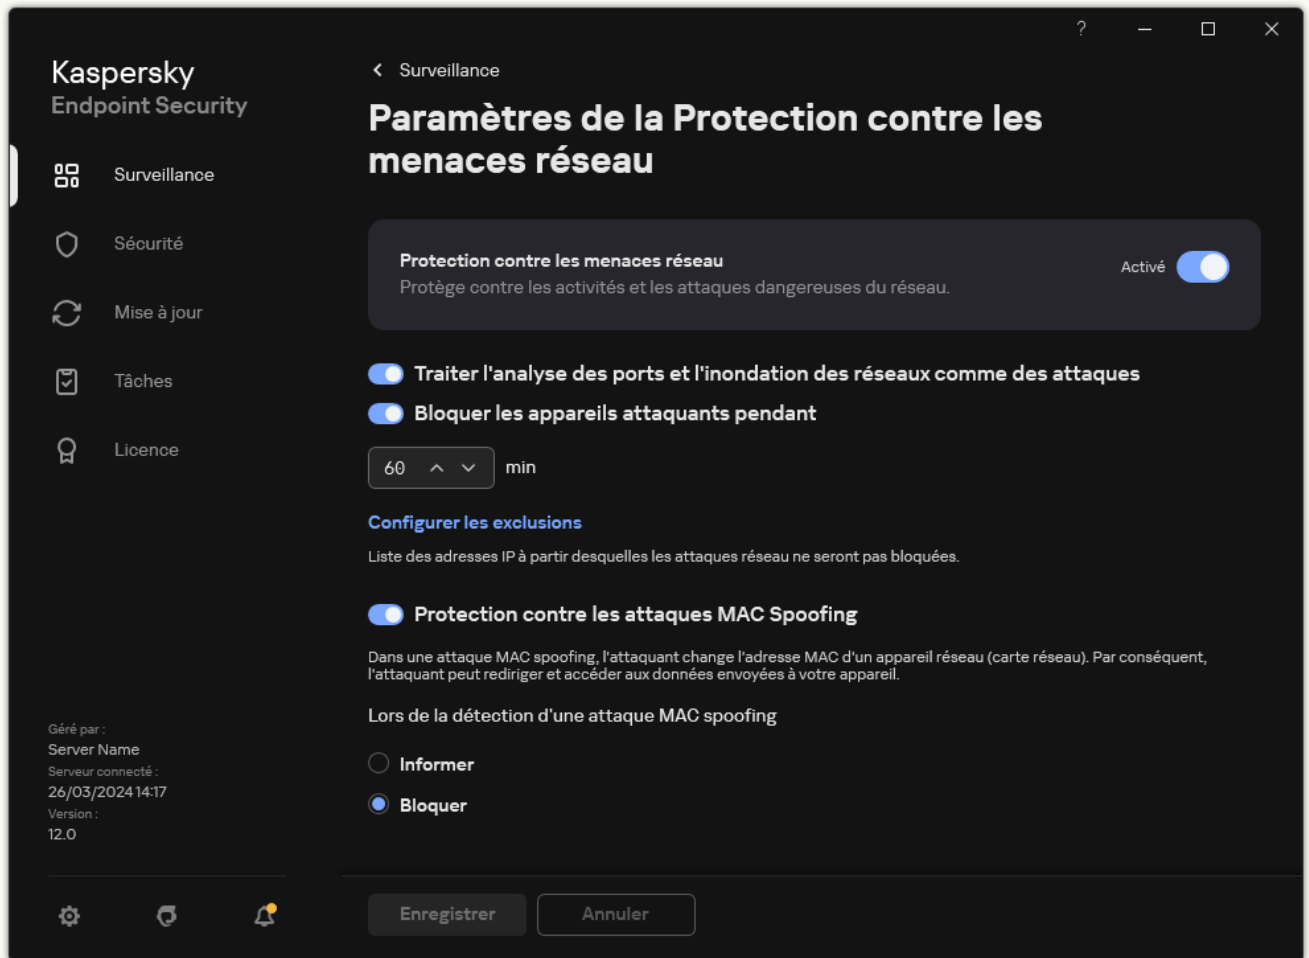 ?
Kaspersky
Endpoint Security
Surveillance
Sécurité
Mise à jour
Tâches
Licence
Géré par :
Server Name
Serveur connecté :
26/03/2024 14:17
Version :
12.0
Surveillance
Paramètres de la Protection contre les
menaces réseau
Protection contre les menaces réseau
Protège contre les activités et les attaques dangereuses du réseau.
Activé
Traiter l'analyse des ports et l'inondation des réseaux comme des attaques
Bloquer les appareils attaquants pendant
60 min
Configurer les exclusions
Liste des adresses IP à partir desquelles les attaques réseau ne seront pas bloquées.
Protection contre les attaques MAC Spoofing
Dans une attaque MAC spoofing, l'attaquant change l'adresse MAC d'un appareil réseau (carte réseau). Par conséquent,
l'attaquant peut rediriger et accéder aux données envoyées à votre appareil.
Lors de la détection d'une attaque MAC spoofing
Informer
Bloquer
Enregistrer
Annuler